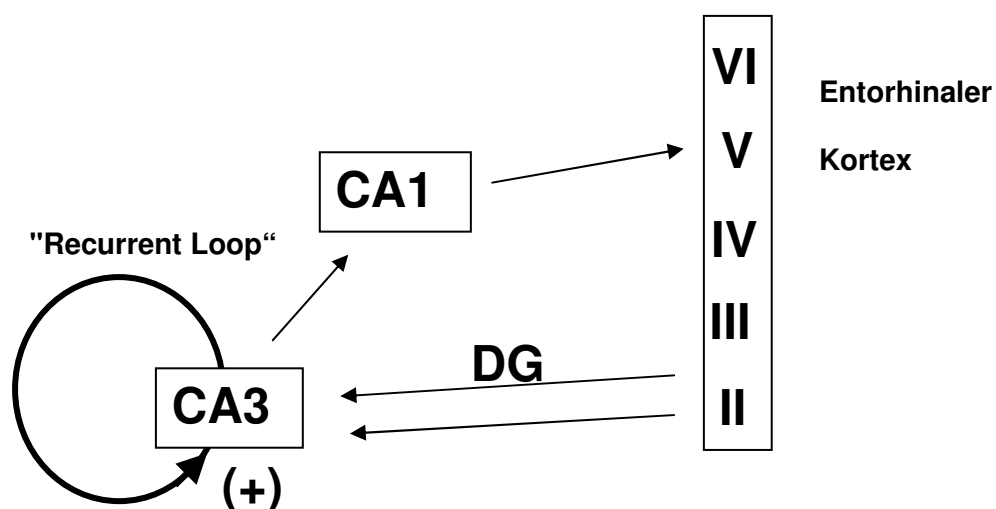 VI
Entorhinaler
V
Kortex
CA1
IV
"Recurrent Loop“
III
DG
CA3
II
(+)